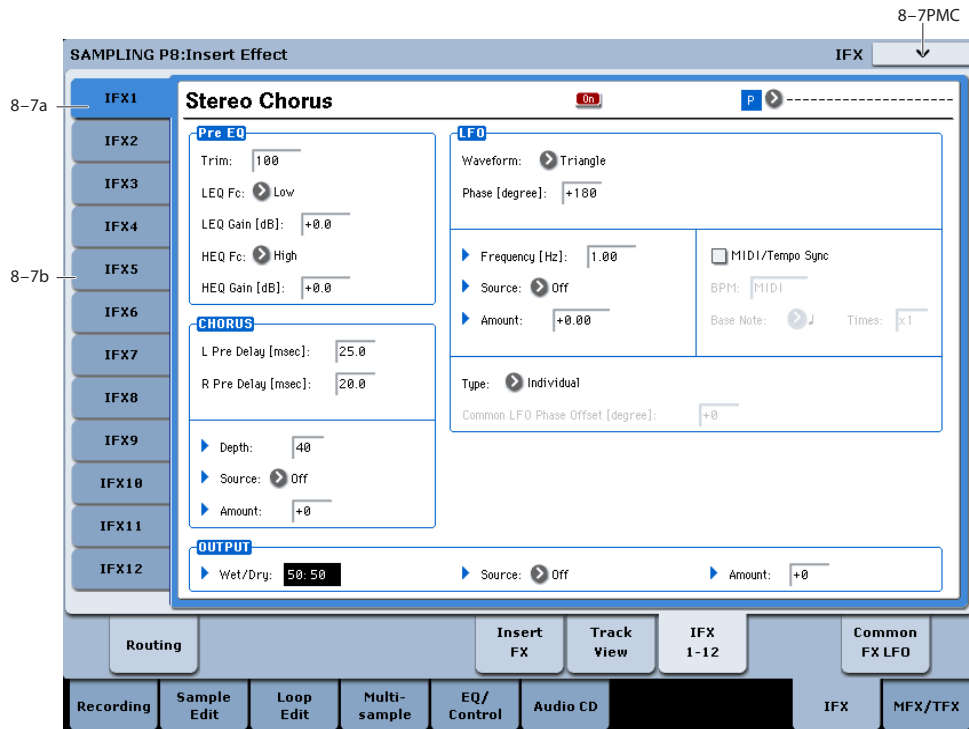 8–7PMC
SAMPLING P8:Insert Effect
IFX
8–7a
IFX1
Stereo Chorus
On
P
IFX2
Pre EQ
Trim: 100
LEQ Fc: Low
LEQ Gain [dB]: +0.0
HEQ Fc: High
HEQ Gain [dB]: +0.0
LFO
Waveform: Triangle
Phase [degree]: +180
IFX3
IFX4
8–7b
IFX5
Frequency [Hz]: 1.00
Source: Off
Amount: +0.00
MIDI/Tempo Sync
BPM: MIDI
Base Note: ♩ Times: x1
IFX6
CHORUS
L Pre Delay [msec]: 25.0
R Pre Delay [msec]: 20.0
IFX7
Type: Individual
Common LFO Phase Offset [degree]: +0
IFX8
IFX9
Depth: 40
Source: Off
Amount: +0
IFX10
IFX11
IFX12
OUTPUT
Wet/Dry: 50:50 Source: Off Amount: +0
Routing
Insert
FX
Track
View
IFX
1-12
Common
FX LFO
Recording
Sample
Edit
Loop
Edit
Multi-
sample
EQ/
Control
Audio CD
IFX
MFX/TFX